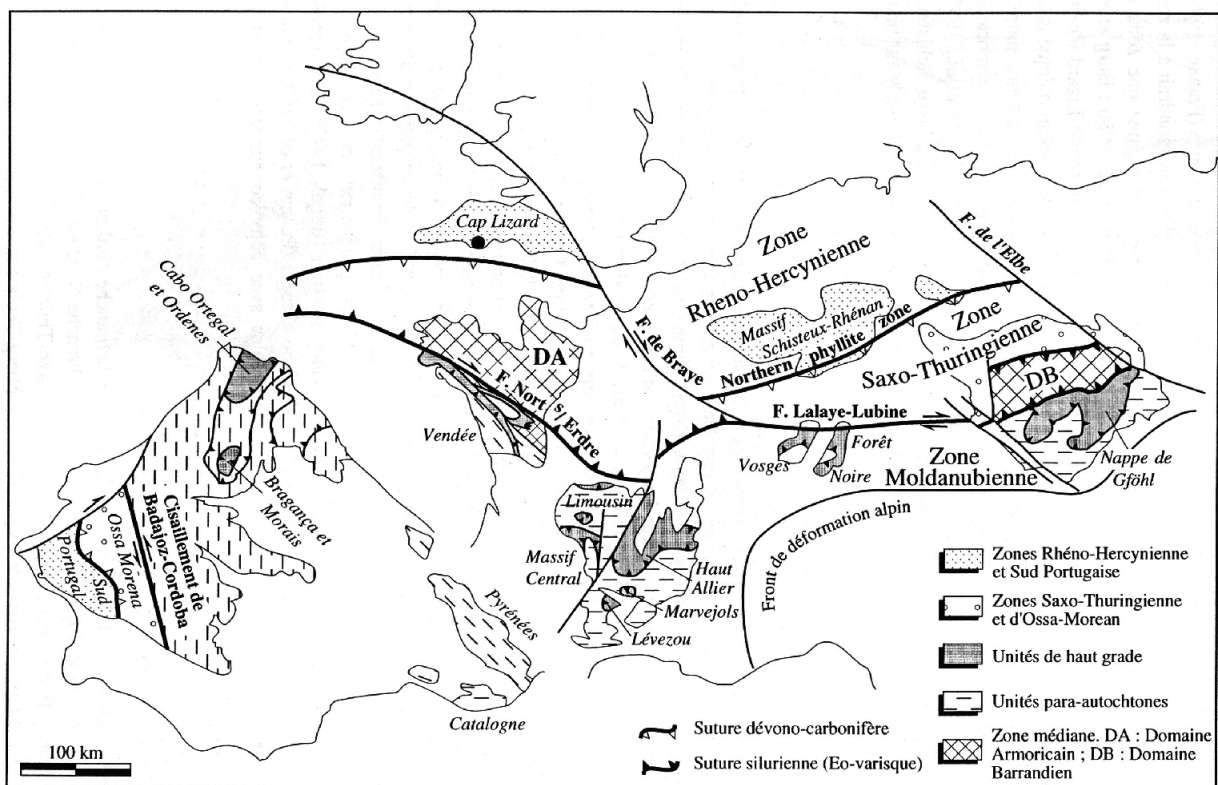 Cap Lizard
Zone
Rheno-Hercynienne
F. de l'Elbe
Cabo Ortegal
et Ordenes
Massif
Schisteux-Rhénan
Zone
Saxo-Thuringienne
F. de Braye
Northern phyllite zone
DA
DB
F. Nort s/ Erdre
F. Lalaye-Lubine
Vendée
Vosges
Forêt
Noire
Zone
Moldanubienne
Nappe de
Gföhl
Bragança et
Morais
Limousin
Cisaillement de
Badajoz-Cordoba
Ossa Morena
Sud
Portugal
Massif
Central
Haut
Allier
Marvejols
Lévezou
Front de déformation alpin
Pyrénées
Catalogne
Zones Rhéno-Hercynienne
et Sud Portugaise
Zones Saxo-Thuringienne
et d'Ossa-Morean
Unités de haut grade
Unités para-autochtones
Zone médiane. DA : Domaine
Armoricain ; DB : Domaine
Barrandien
Suture dévono-carbonifère
Suture silurienne (Eo-varisque)
100 km